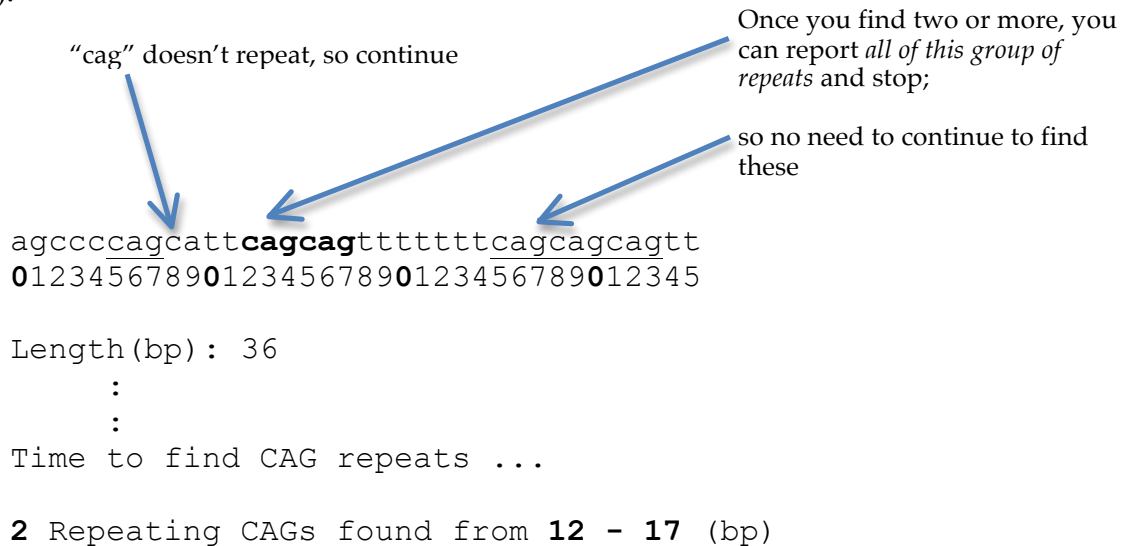 ).
Once you find two or more, you
can report all of this group of
repeats and stop;
"cag" doesn't repeat, so continue
so no need to continue to find
these
agccccagcattcagcagtttttttcagcagcagtt
012345678901234567890123456789012345
Length(bp): 36
:
:
Time to find CAG repeats ...
2 Repeating CAGs found from 12 – 17 (bp)